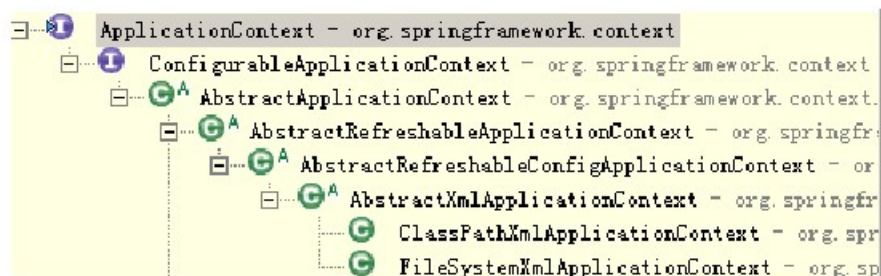 ApplicationContext - org.springframework.context
ConfigurableApplicationContext - org.springframework.context
AbstractApplicationContext - org.springframework.context.
AbstractRefreshableApplicationContext - org.springfr
AbstractRefreshableConfigApplicationContext - or
AbstractXmlApplicationContext - org.springfr
ClassPathXmlApplicationContext - org.spr
FileSystemXmlApplicationContext - org.sp